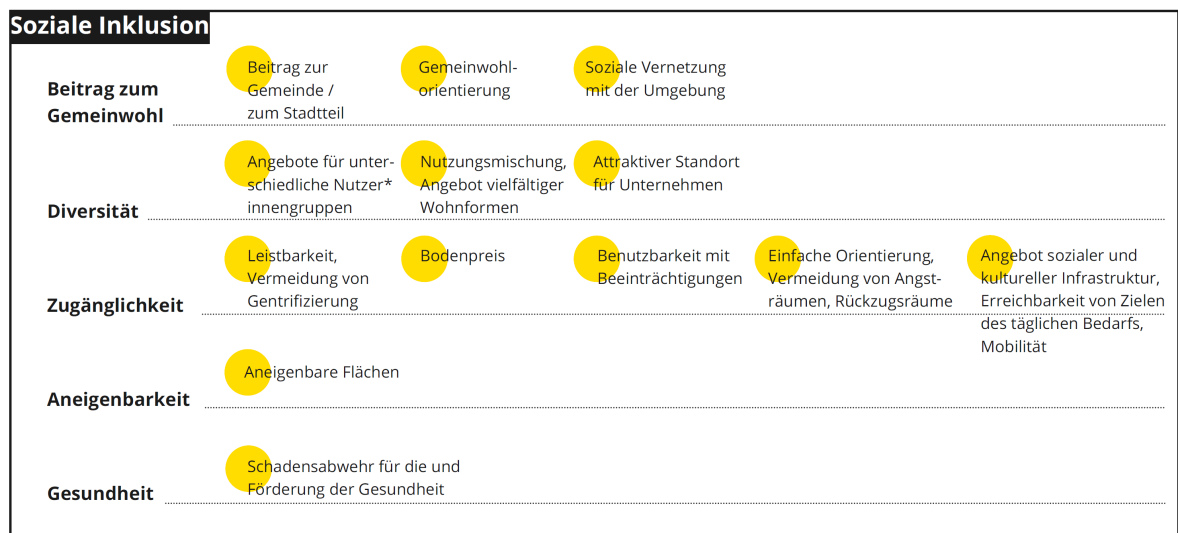 Soziale Inklusion
Beitrag zum
Gemeinwohl
Beitrag zur
Gemeinde /
zum Stadtteil
Gemeinwohl-
orientierung
Soziale Vernetzung
mit der Umgebung
Diversität
Angebote für unter-
schiedliche Nutzer*
innengruppen
Nutzungsmischung,
Angebot vielfältiger
Wohnformen
Attraktiver Standort
für Unternehmen
Zugänglichkeit
Leistbarkeit,
Vermeidung von
Gentrifizierung
Bodenpreis
Benutzbarkeit mit
Beeinträchtigungen
Einfache Orientierung,
Vermeidung von Angst-
räumen, Rückzugsräume
Angebot sozialer und
kultureller Infrastruktur,
Erreichbarkeit von Zielen
des täglichen Bedarfs,
Mobilität
Aneigenbarkeit
Aneigenbare Flächen
Gesundheit
Schadensabwehr für die und
Förderung der Gesundheit